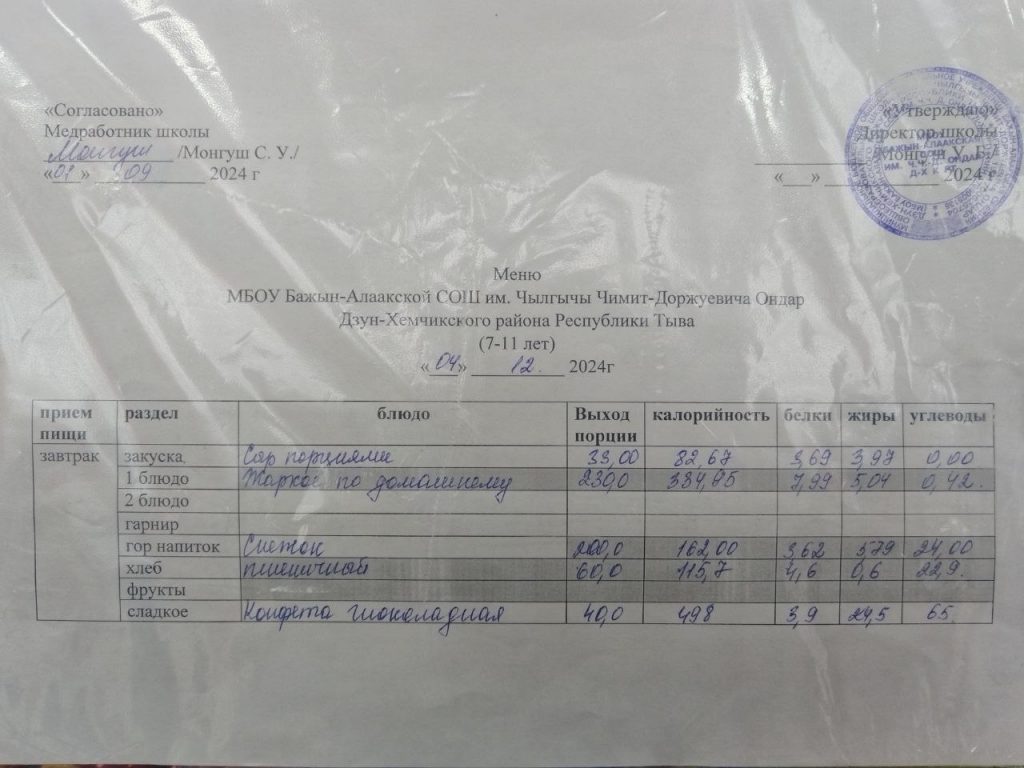 «Согласовано»
Медработник школы
Монгуш /Монгуш С. У./
«01» 09 2024 г
«Утверждаю»
Директор школы
Монгуш У. Б.
«___» ____________ 2024 г
БАЖЫН АЛААКСКАЯ
Меню
МБОУ Бажын-Алаакской СОШ им. Чылгычы Чимит-Доржуевича Ондар
Дзун-Хемчикского района Республики Тыва
(7-11 лет)
«04» 12. 2024г
прием пищи раздел блюдо Выход порции калорийность белки жиры углеводы
завтрак закуска Сыр порциями 33,00 82,67 3,69 3,97 0,00
1 блюдо Жаркое по домашнему 230,0 384,95 7,99 5,04 0,42.
2 блюдо
гарнир
гор напиток Снежок 200,0 162,00 3,62 3,79 24,00
хлеб пшеничный 60,0 115,7 4,6 0,6 22,9.
фрукты
сладкое Конфета шоколадная 40,0 498 3,9 24,5 65